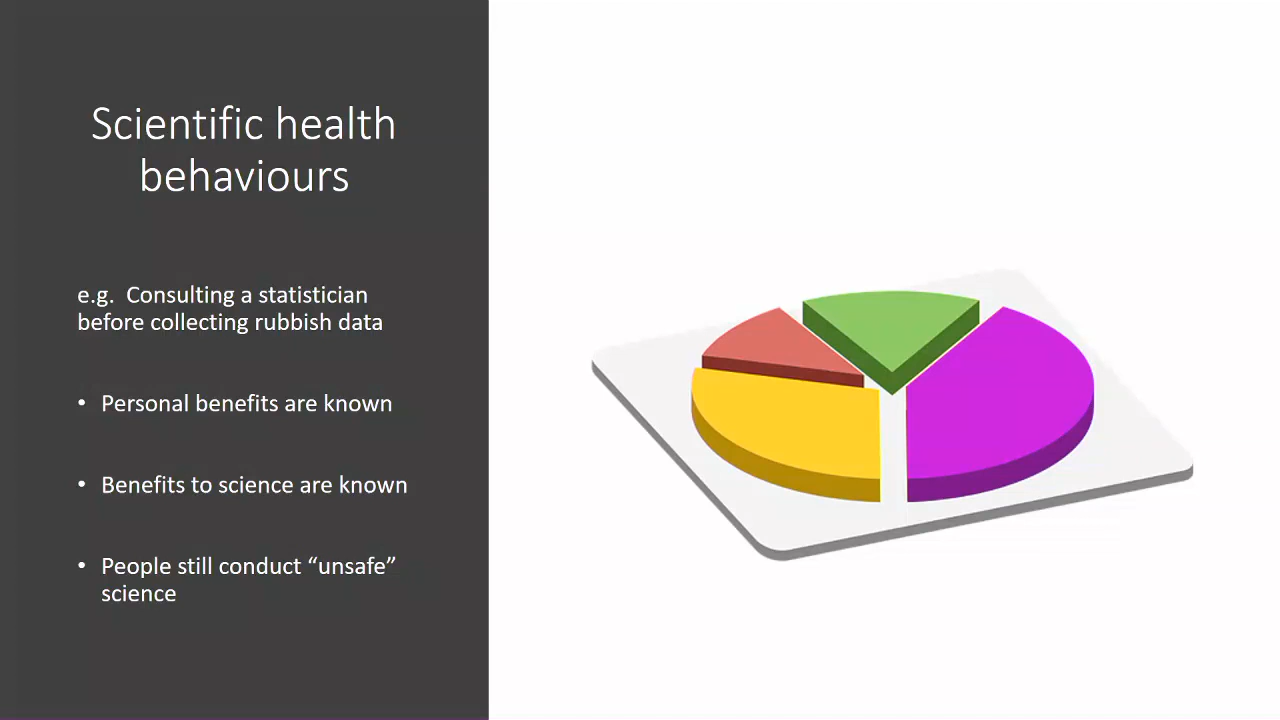 Scientific health
behaviours
e.g.  Consulting a statistician
before collecting rubbish data
• Personal benefits are known
• Benefits to science are known
• People still conduct “unsafe”
science